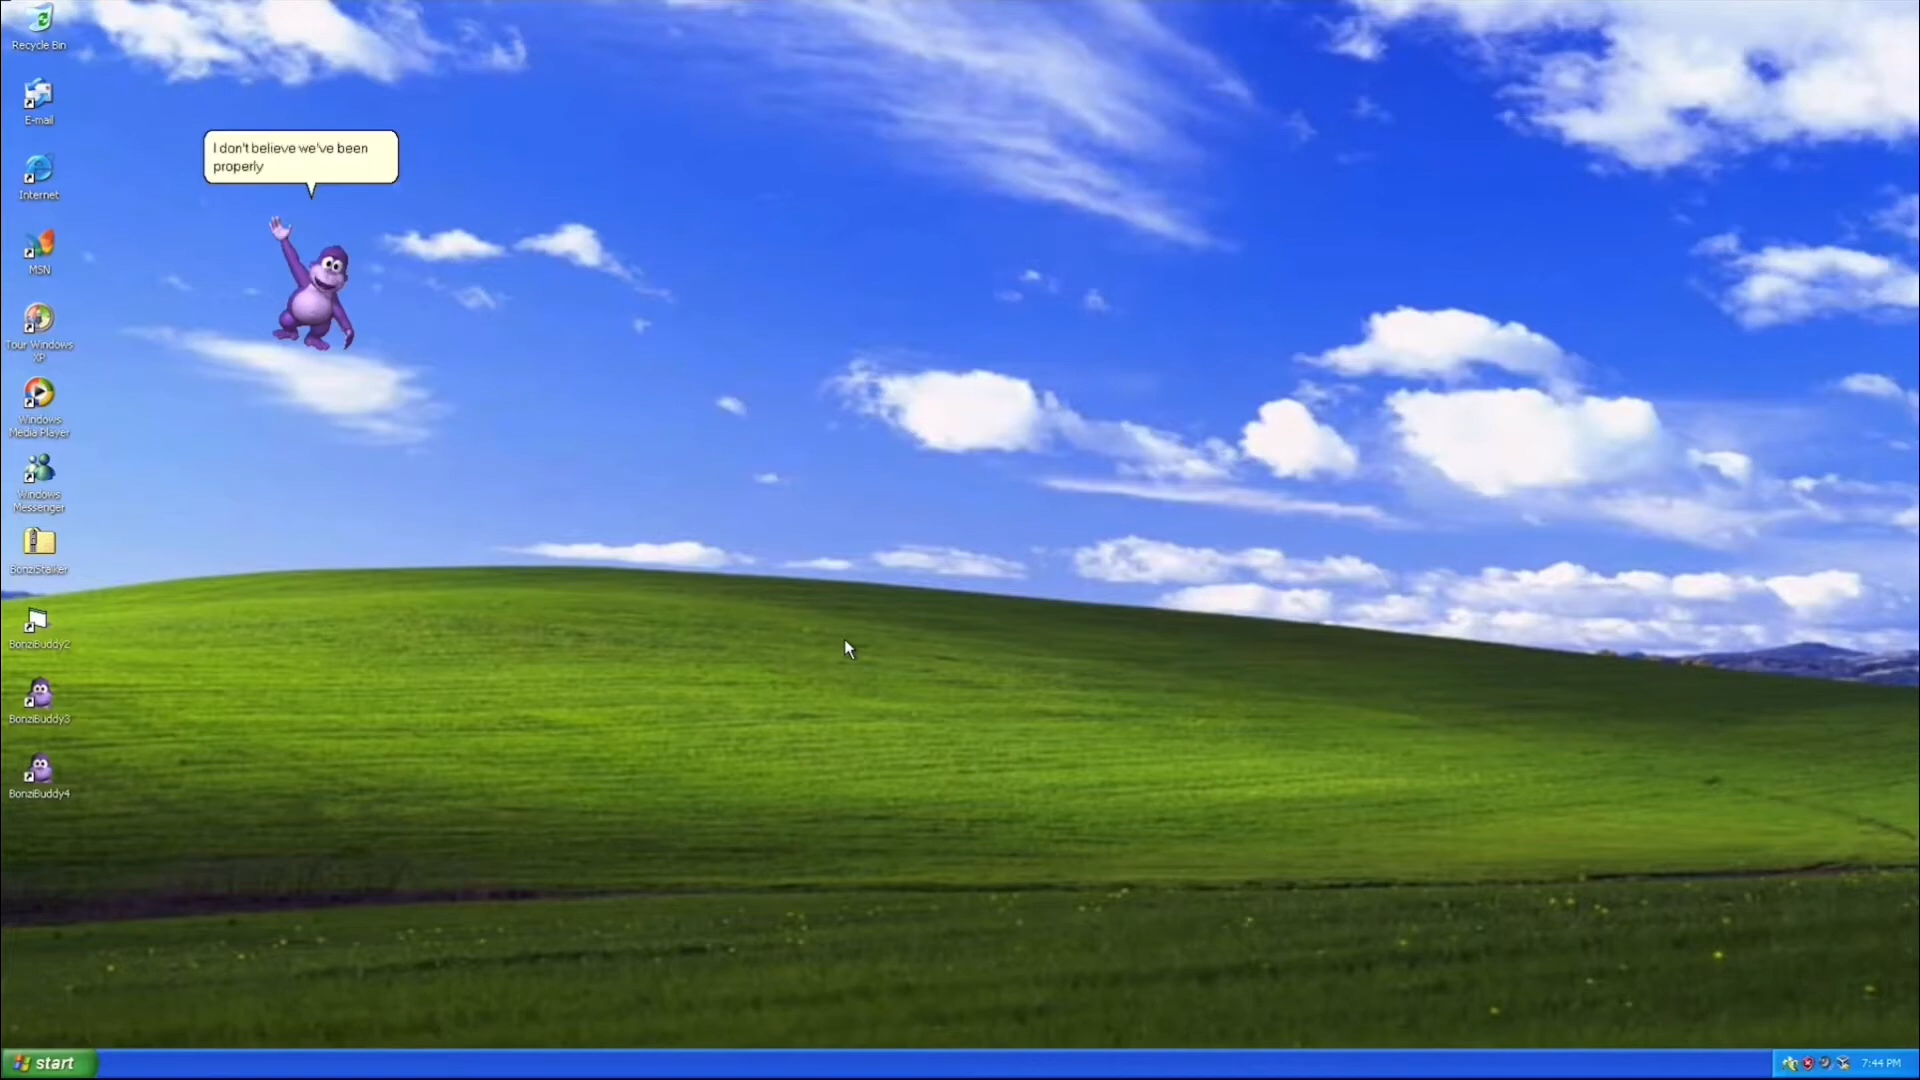 Recycle Bin
E-mail
Internet
MSN
Tour Windows
XP
Windows
Media Player
Windows
Messenger
BonziStalker
BonziBuddy2
BonziBuddy3
BonziBuddy4
I don't believe we've been
properly
start
7:44 PM